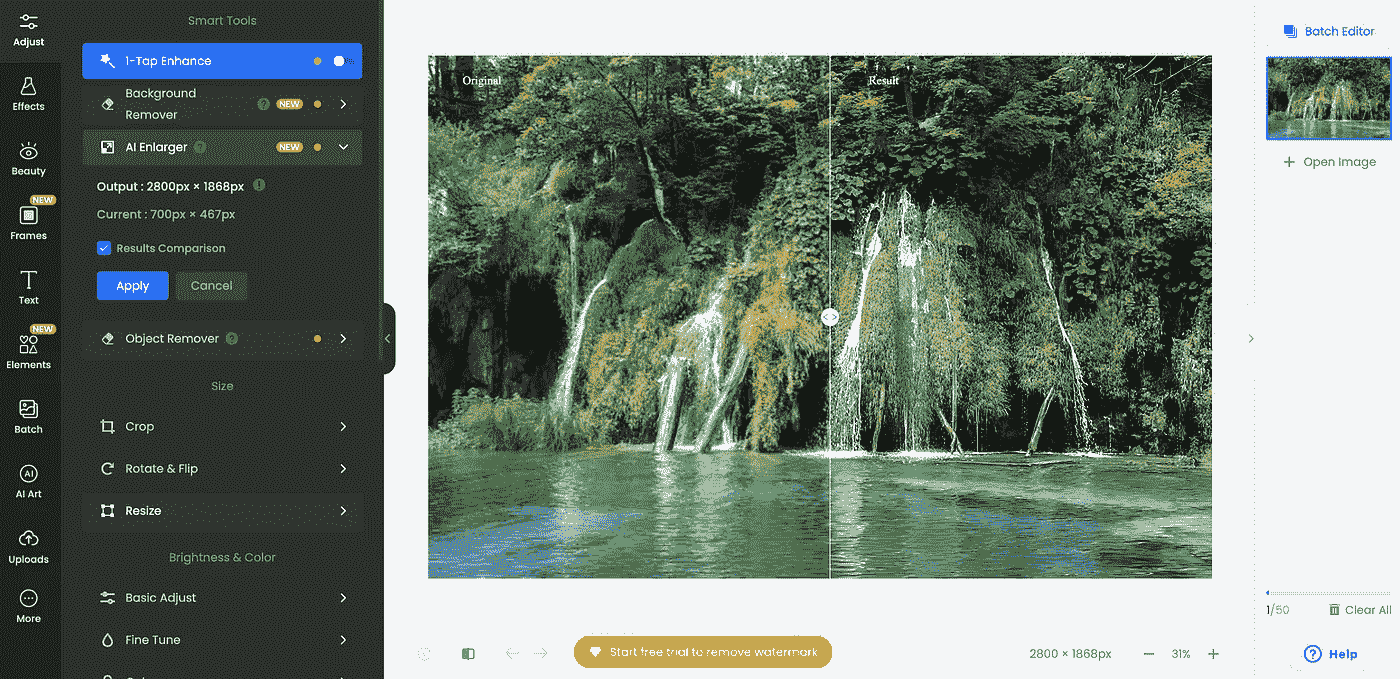 Adjust
Effects
Beauty
NEW
Frames
Text
NEW
Elements
Batch
AI
AI Art
Uploads
More
Smart Tools
1-Tap Enhance
Background
Remover
? NEW
AI Enlarger ? NEW
Output : 2800px × 1868px !
Current : 700px × 467px
Results Comparison
Apply Cancel
Object Remover ?
Size
Crop
Rotate & Flip
Resize
Brightness & Color
Basic Adjust
Fine Tune
Original Result
Start free trial to remove watermark
2800 × 1868px 31%
Batch Editor
Open Image
1/50 Clear All
? Help